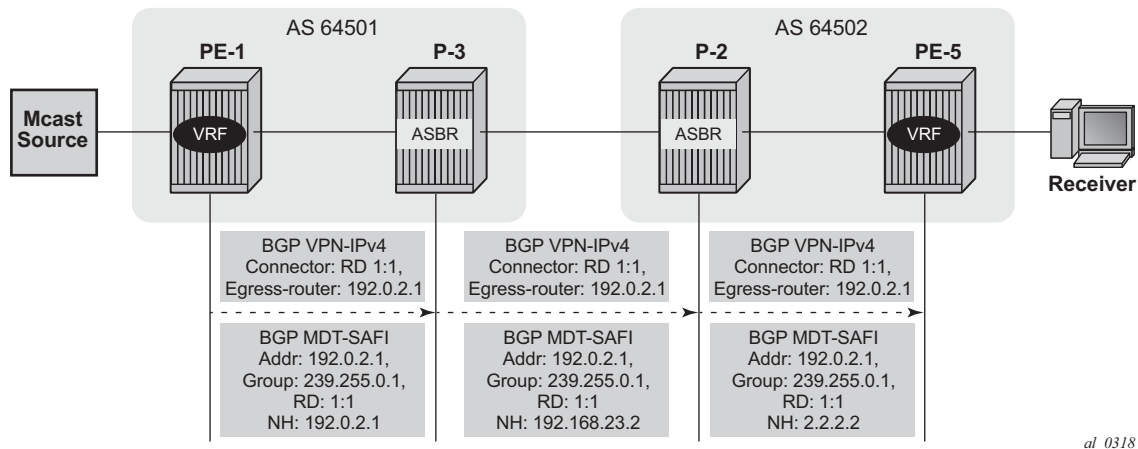 AS 64501
AS 64502
PE-1
P-3
P-2
PE-5
Mcast
Source
VRF
ASBR
ASBR
VRF
Receiver
BGP VPN-IPv4
Connector: RD 1:1,
Egress-router: 192.0.2.1
BGP VPN-IPv4
Connector: RD 1:1,
Egress-router: 192.0.2.1
BGP VPN-IPv4
Connector: RD 1:1,
Egress-router: 192.0.2.1
BGP MDT-SAFI
Addr: 192.0.2.1,
Group: 239.255.0.1,
RD: 1:1
NH: 192.0.2.1
BGP MDT-SAFI
Addr: 192.0.2.1,
Group: 239.255.0.1,
RD: 1:1
NH: 192.168.23.2
BGP MDT-SAFI
Addr: 192.0.2.1,
Group: 239.255.0.1,
RD: 1:1
NH: 2.2.2.2
al_0318